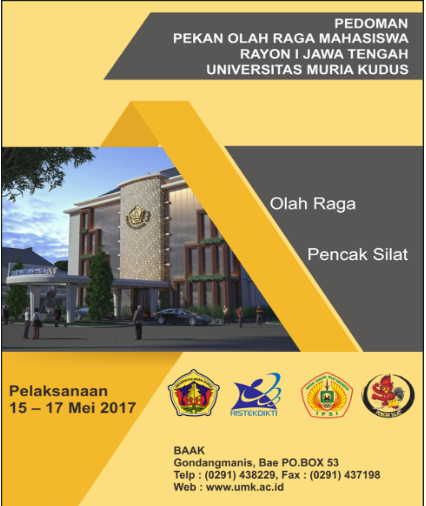 PEDOMAN
PEKAN OLAH RAGA MAHASISWA
RAYON I JAWA TENGAH
UNIVERSITAS MURIA KUDUS
Olah Raga
Pencak Silat
Pelaksanaan
15 – 17 Mei 2017
RISTEKDIKTI
IPSI
PENCAK SILAT
BAAK
Gondangmanis, Bae PO.BOX 53
Telp : (0291) 438229, Fax : (0291) 437198
Web : www.umk.ac.id